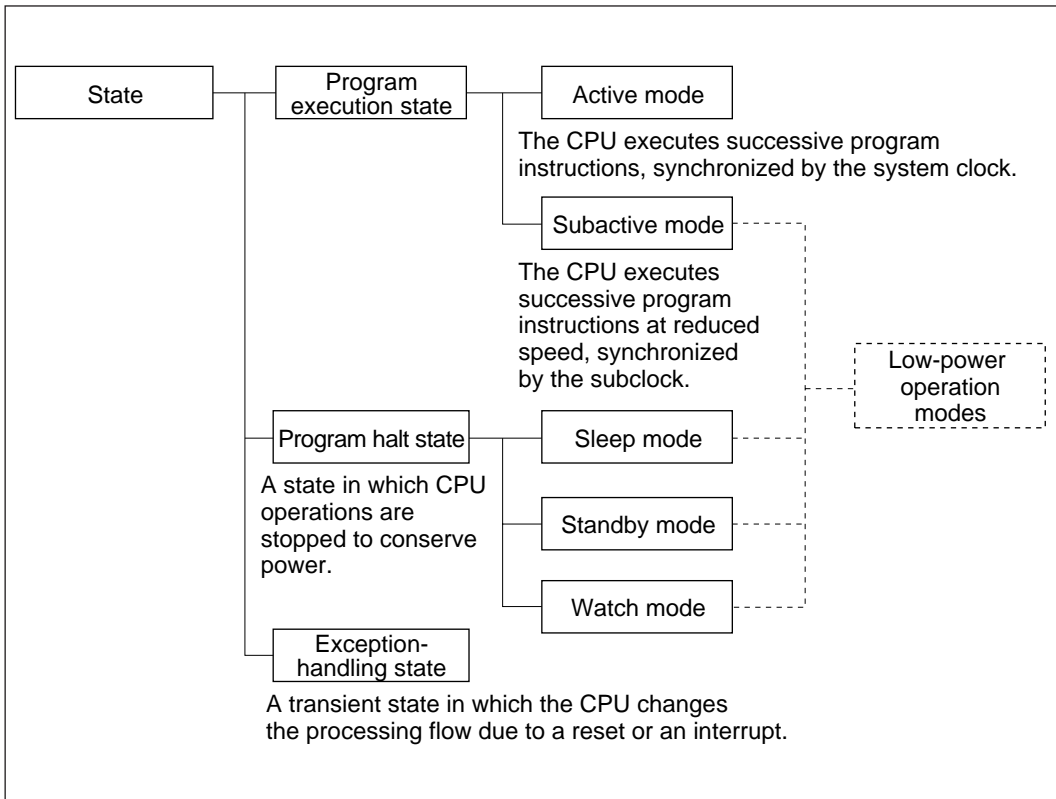 State
Program
execution state
Active mode
The CPU executes successive program
instructions, synchronized by the system clock.
Subactive mode
The CPU executes
successive program
instructions at reduced
speed, synchronized
by the subclock.
Low-power
operation
modes
Program halt state
A state in which CPU
operations are
stopped to conserve
power.
Sleep mode
Standby mode
Watch mode
Exception-
handling state
A transient state in which the CPU changes
the processing flow due to a reset or an interrupt.